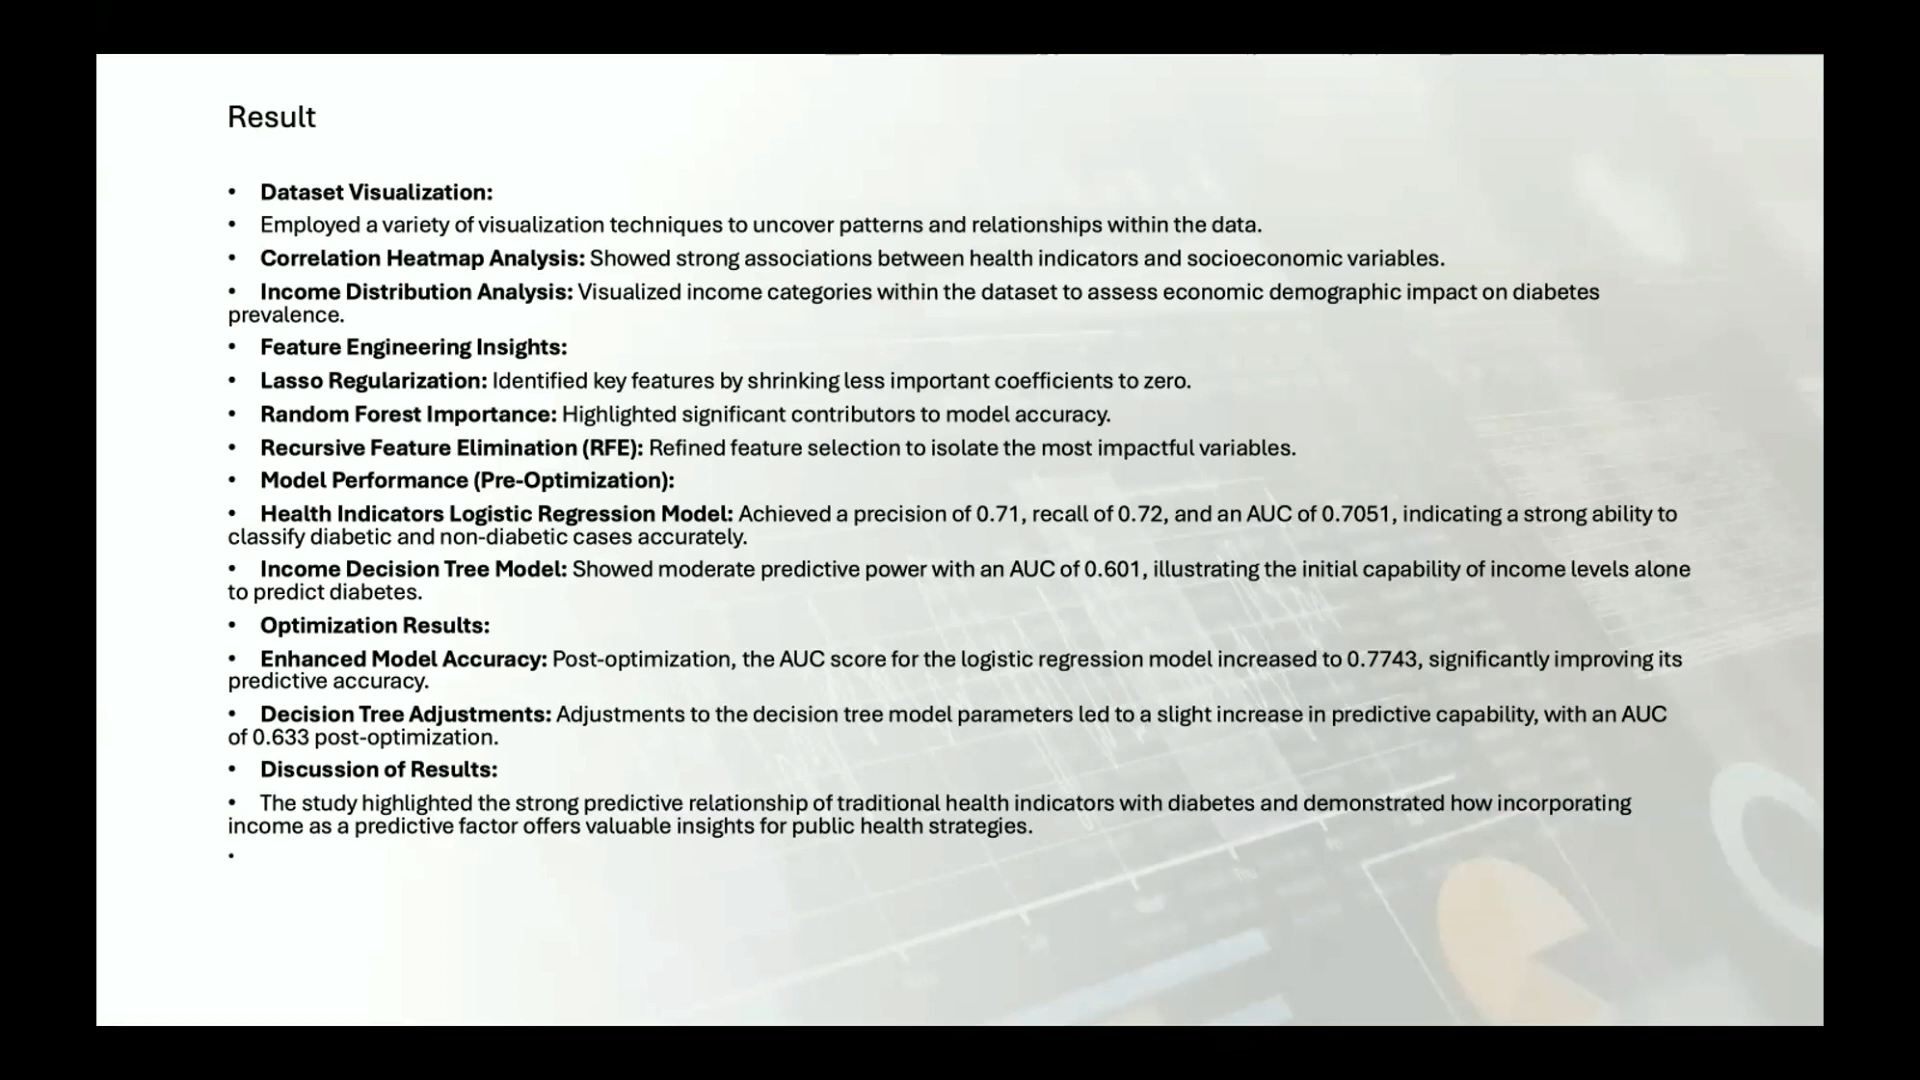 Result
• Dataset Visualization:
• Employed a variety of visualization techniques to uncover patterns and relationships within the data.
• Correlation Heatmap Analysis: Showed strong associations between health indicators and socioeconomic variables.
• Income Distribution Analysis: Visualized income categories within the dataset to assess economic demographic impact on diabetes
prevalence.
• Feature Engineering Insights:
• Lasso Regularization: Identified key features by shrinking less important coefficients to zero.
• Random Forest Importance: Highlighted significant contributors to model accuracy.
• Recursive Feature Elimination (RFE): Refined feature selection to isolate the most impactful variables.
• Model Performance (Pre-Optimization):
• Health Indicators Logistic Regression Model: Achieved a precision of 0.71, recall of 0.72, and an AUC of 0.7051, indicating a strong ability to
classify diabetic and non-diabetic cases accurately.
• Income Decision Tree Model: Showed moderate predictive power with an AUC of 0.601, illustrating the initial capability of income levels alone
to predict diabetes.
• Optimization Results:
• Enhanced Model Accuracy: Post-optimization, the AUC score for the logistic regression model increased to 0.7743, significantly improving its
predictive accuracy.
• Decision Tree Adjustments: Adjustments to the decision tree model parameters led to a slight increase in predictive capability, with an AUC
of 0.633 post-optimization.
• Discussion of Results:
• The study highlighted the strong predictive relationship of traditional health indicators with diabetes and demonstrated how incorporating
income as a predictive factor offers valuable insights for public health strategies.
•